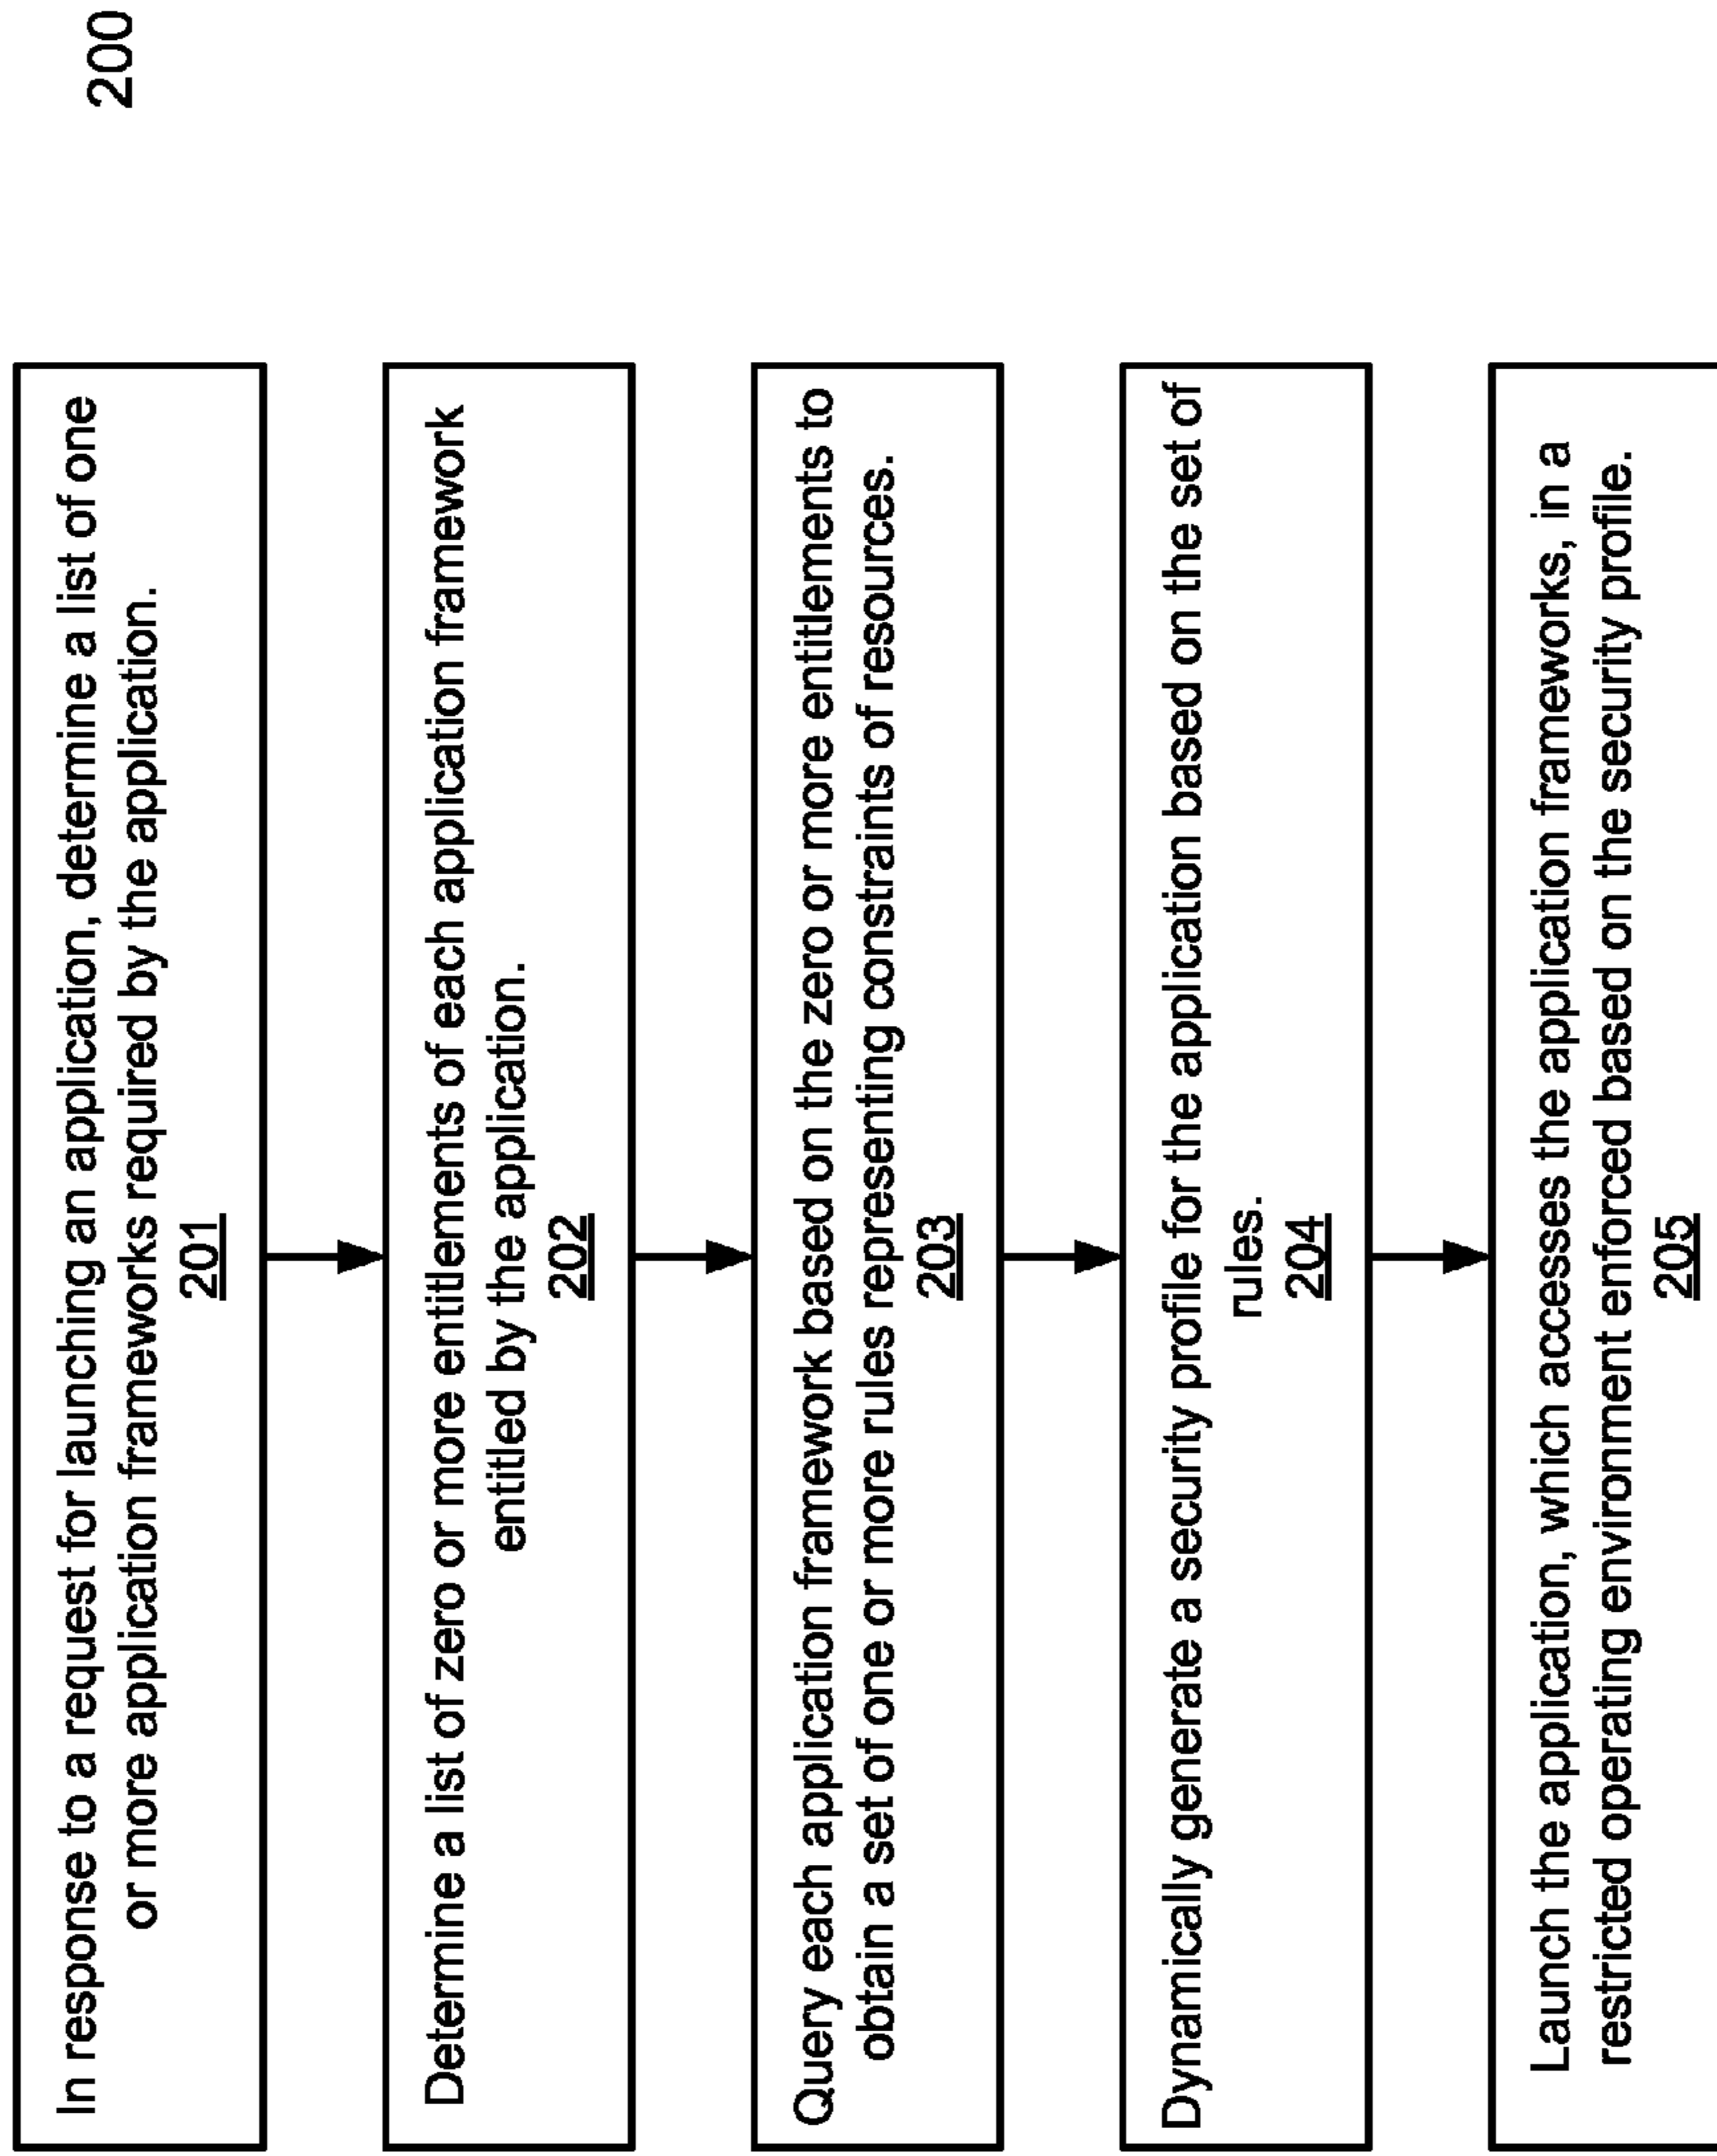 200
In response to a request for launching an application, determine a list of one
or more application frameworks required by the application.
201
Determine a list of zero or more entitlements of each application framework
entitled by the application.
202
Query each application framework based on the zero or more entitlements to
obtain a set of one or more rules representing constraints of resources.
203
Dynamically generate a security profile for the application based on the set of
rules.
204
Launch the application, which accesses the application frameworks, in a
restricted operating environment enforced based on the security profile.
205